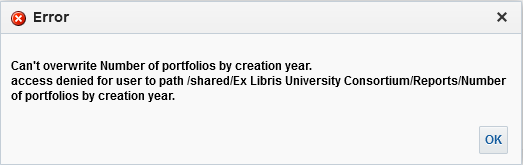 Error
Can't overwrite Number of portfolios by creation year.
access denied for user to path /shared/Ex Libris University Consortium/Reports/Number
of portfolios by creation year.
OK